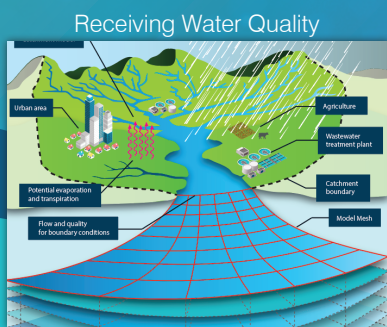 Receiving Water Quality
Urban area
Agriculture
Wastewater
treatment plant
Potential evaporation
and transpiration
Catchment
boundary
Flow and quality
for boundary conditions
Model Mesh